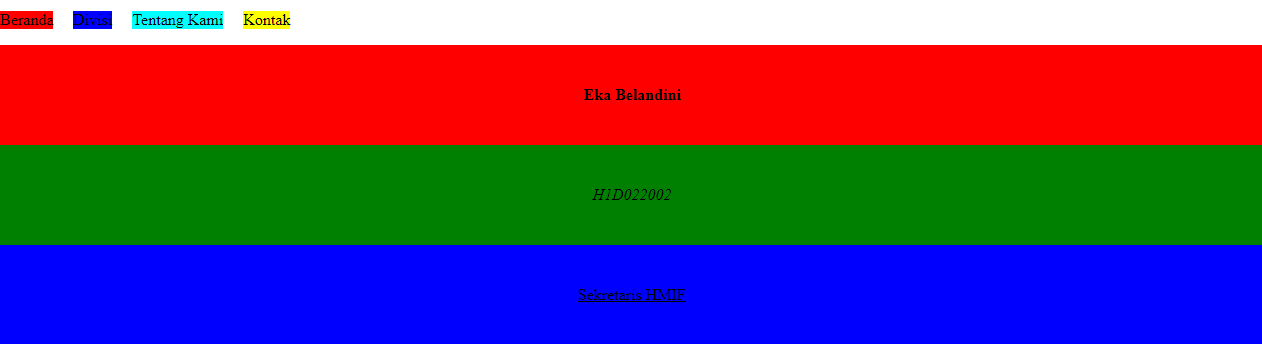 Beranda Divisi Tentang Kami Kontak
Eka Belandini
H1D022002
Sekretaris HMIF